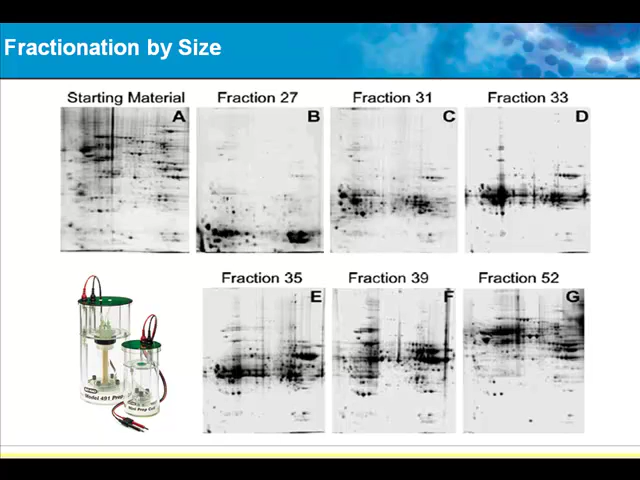 Fractionation by Size
Starting Material
Fraction 27
Fraction 31
Fraction 33
A
B
C
D
Fraction 35
Fraction 39
Fraction 52
E
F
G
Model 491 Prep
Mini Prep Cell